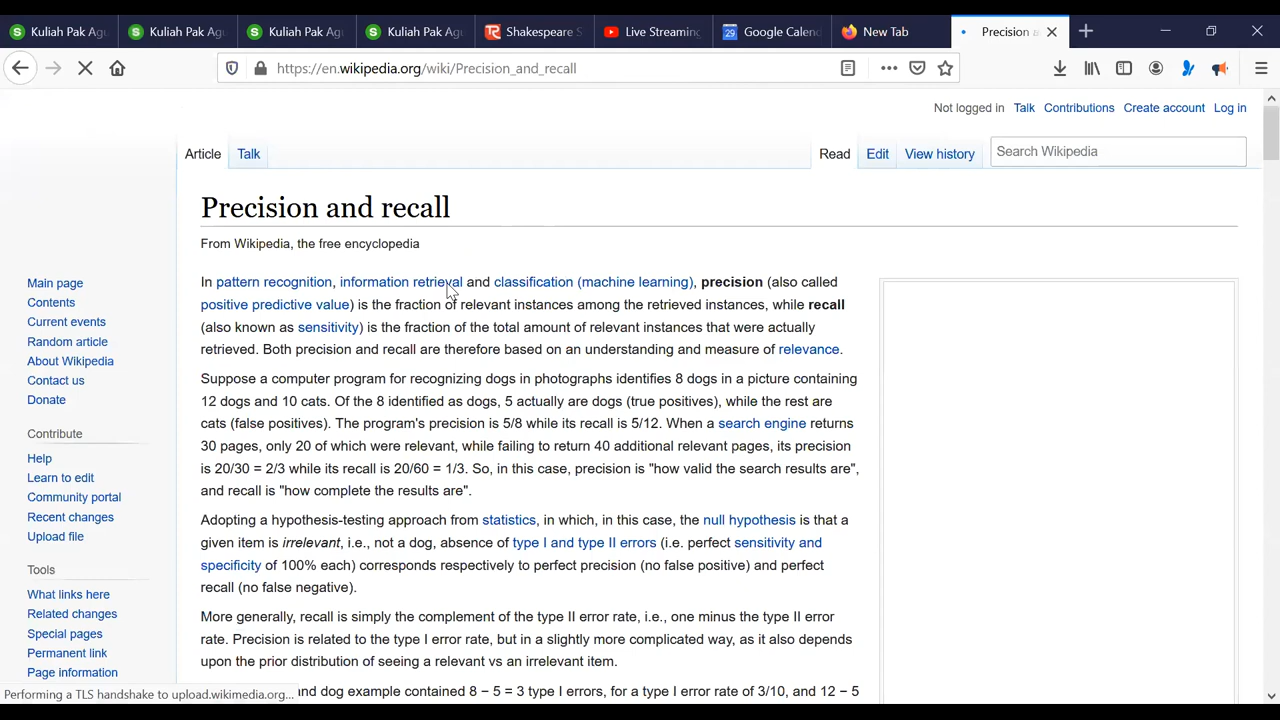 Kuliah Pak Agu
Kuliah Pak Agu
Kuliah Pak Agu
Kuliah Pak Agu
Shakespeare S
Live Streaming
Google Calend
New Tab
Precision a
https://en.wikipedia.org/wiki/Precision_and_recall
Not logged in Talk Contributions Create account Log in
Article Talk Read Edit View history Search Wikipedia
Precision and recall
From Wikipedia, the free encyclopedia
In pattern recognition, information retrieval and classification (machine learning), precision (also called
positive predictive value) is the fraction of relevant instances among the retrieved instances, while recall
(also known as sensitivity) is the fraction of the total amount of relevant instances that were actually
retrieved. Both precision and recall are therefore based on an understanding and measure of relevance.
Suppose a computer program for recognizing dogs in photographs identifies 8 dogs in a picture containing
12 dogs and 10 cats. Of the 8 identified as dogs, 5 actually are dogs (true positives), while the rest are
cats (false positives). The program's precision is 5/8 while its recall is 5/12. When a search engine returns
30 pages, only 20 of which were relevant, while failing to return 40 additional relevant pages, its precision
is 20/30 = 2/3 while its recall is 20/60 = 1/3. So, in this case, precision is "how valid the search results are",
and recall is "how complete the results are".
Adopting a hypothesis-testing approach from statistics, in which, in this case, the null hypothesis is that a
given item is irrelevant, i.e., not a dog, absence of type I and type II errors (i.e. perfect sensitivity and
specificity of 100% each) corresponds respectively to perfect precision (no false positive) and perfect
recall (no false negative).
More generally, recall is simply the complement of the type II error rate, i.e., one minus the type II error
rate. Precision is related to the type I error rate, but in a slightly more complicated way, as it also depends
upon the prior distribution of seeing a relevant vs an irrelevant item.
nd dog example contained 8 − 5 = 3 type I errors, for a type I error rate of 3/10, and 12 − 5
Main page
Contents
Current events
Random article
About Wikipedia
Contact us
Donate
Contribute
Help
Learn to edit
Community portal
Recent changes
Upload file
Tools
What links here
Related changes
Special pages
Permanent link
Page information
Performing a TLS handshake to upload.wikimedia.org...